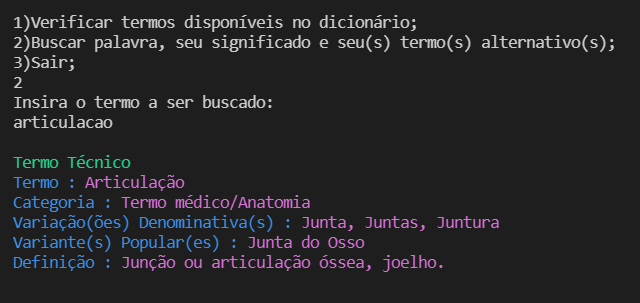 1)Verificar termos disponíveis no dicionário;
2)Buscar palavra, seu significado e seu(s) termo(s) alternativo(s);
3)Sair;
2
Insira o termo a ser buscado:
articulacao
Termo Técnico
Termo : Articulação
Categoria : Termo médico/Anatomia
Variação(ões) Denominativa(s) : Junta, Juntas, Juntura
Variante(s) Popular(es) : Junta do Osso
Definição : Junção ou articulação óssea, joelho.